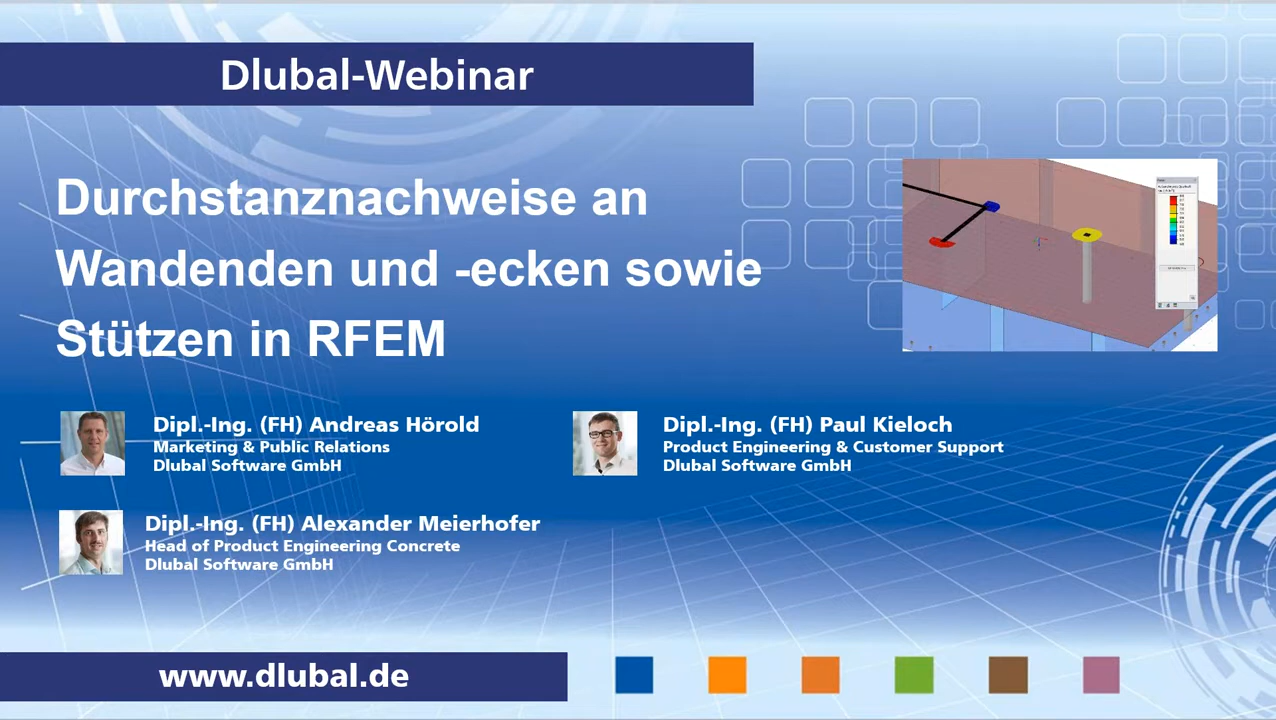 Dlubal-Webinar
Durchstanznachweise an
Wandenden und -ecken sowie
Stützen in RFEM
Dipl.-Ing. (FH) Andreas Hörold
Marketing & Public Relations
Dlubal Software GmbH
Dipl.-Ing. (FH) Paul Kieloch
Product Engineering & Customer Support
Dlubal Software GmbH
Dipl.-Ing. (FH) Alexander Meierhofer
Head of Product Engineering Concrete
Dlubal Software GmbH
www.dlubal.de